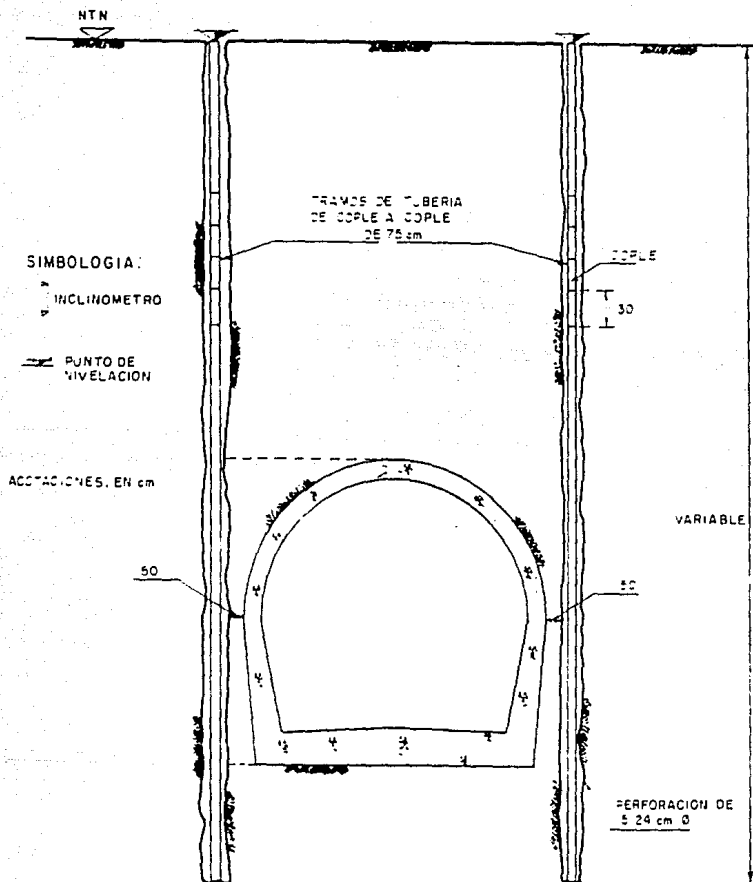 NTN
TRAMOS DE TUBERIA
DE COPLE A COPLE
DE 75 cm
SIMBOLOGIA:
COPLE
INCLINOMETRO
30
PUNTO DE
NIVELACION
ACOTACIONES, EN cm
VARIABLE
50
50
PERFORACION DE
5 24 cm Ø